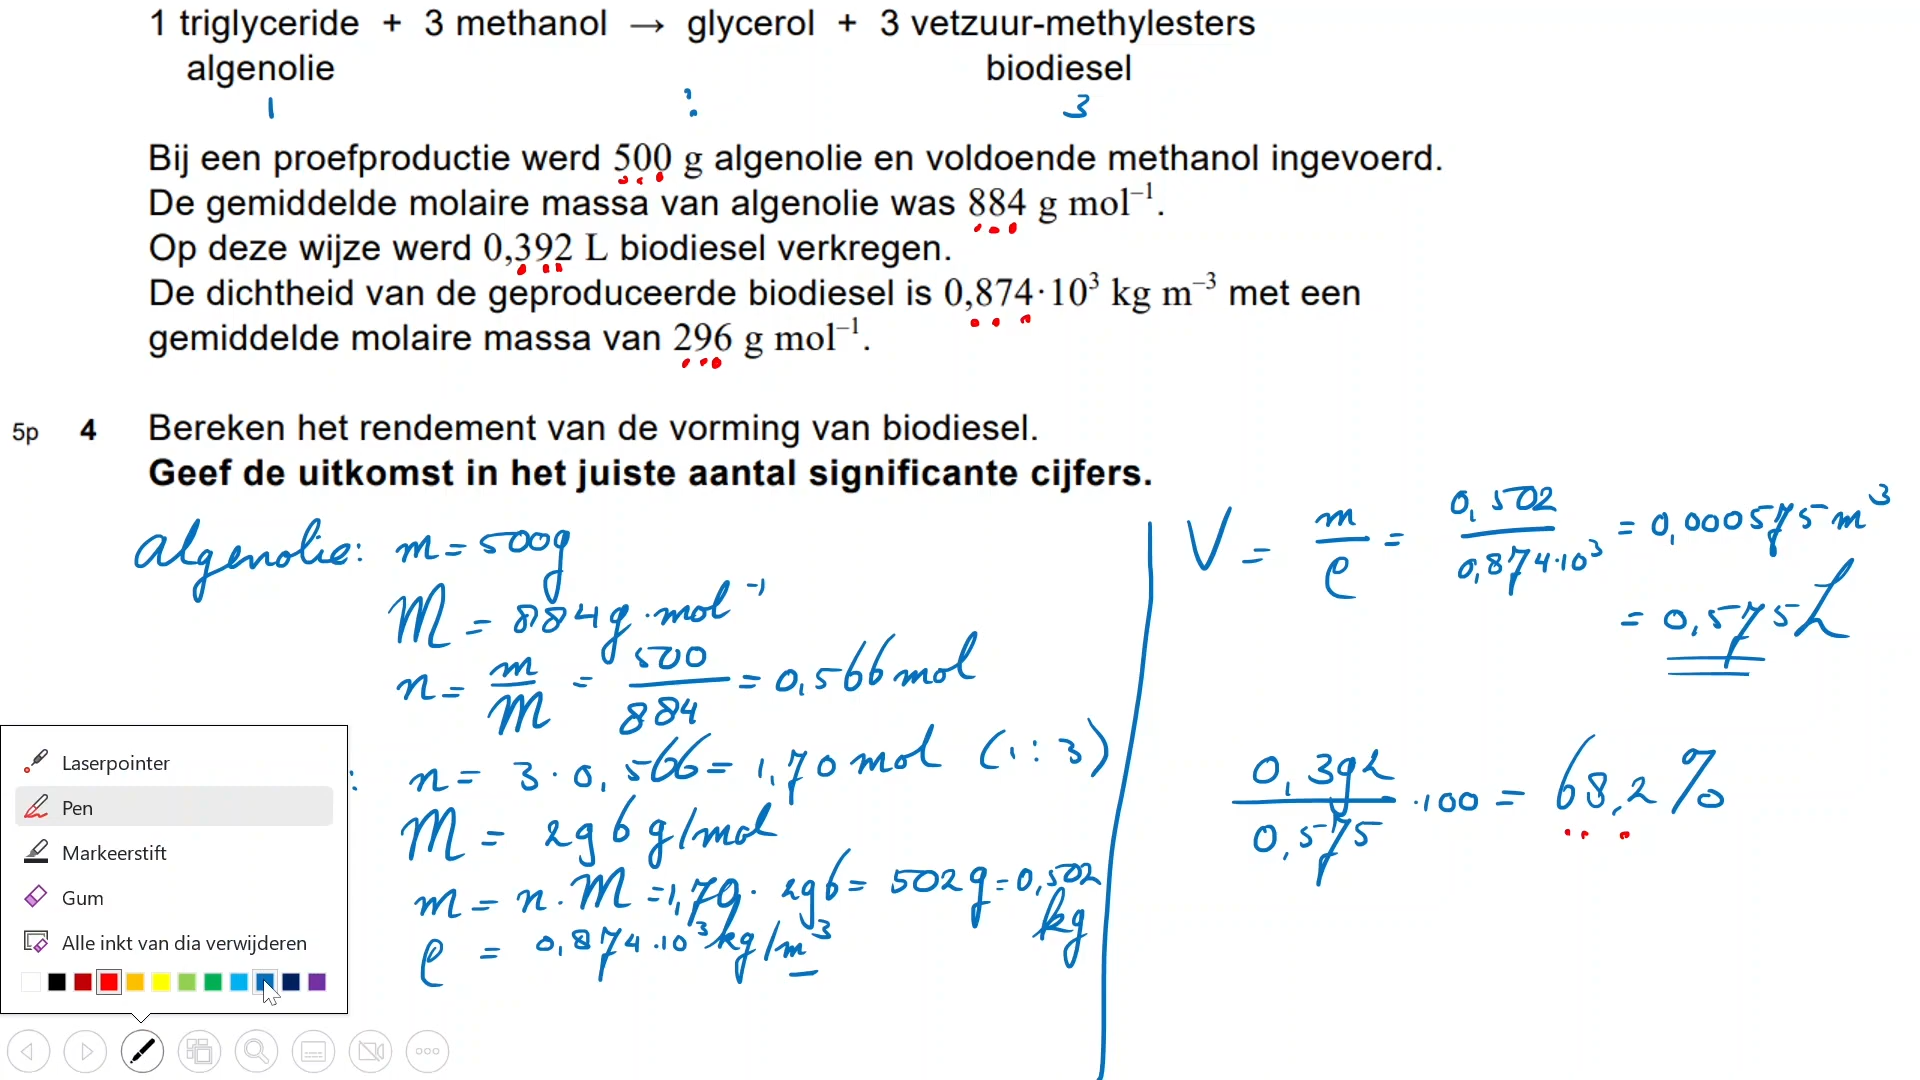 1 triglyceride + 3 methanol → glycerol + 3 vetzuur-methylesters
algenolie biodiesel
1 : 3
Bij een proefproductie werd 500 g algenolie en voldoende methanol ingevoerd.
De gemiddelde molaire massa van algenolie was 884 g mol⁻¹.
Op deze wijze werd 0,392 L biodiesel verkregen.
De dichtheid van de geproduceerde biodiesel is 0,874·10³ kg m⁻³ met een
gemiddelde molaire massa van 296 g mol⁻¹.
5p 4 Bereken het rendement van de vorming van biodiesel.
Geef de uitkomst in het juiste aantal significante cijfers.
algenolie: m = 500g
M = 884 g·mol⁻¹
n = m/M = 500/884 = 0,566 mol
: n = 3 · 0,566 = 1,70 mol (1:3)
M = 296 g/mol
m = n · M = 1,70 · 296 = 502 g = 0,502 kg
ρ = 0,874·10³ kg/m³
V = m/ρ = 0,502/0,874·10³ = 0,000575 m³
= 0,575 L
0,392/0,575 ·100 = 68,2 %
Laserpointer
Pen
Markeerstift
Gum
Alle inkt van dia verwijderen